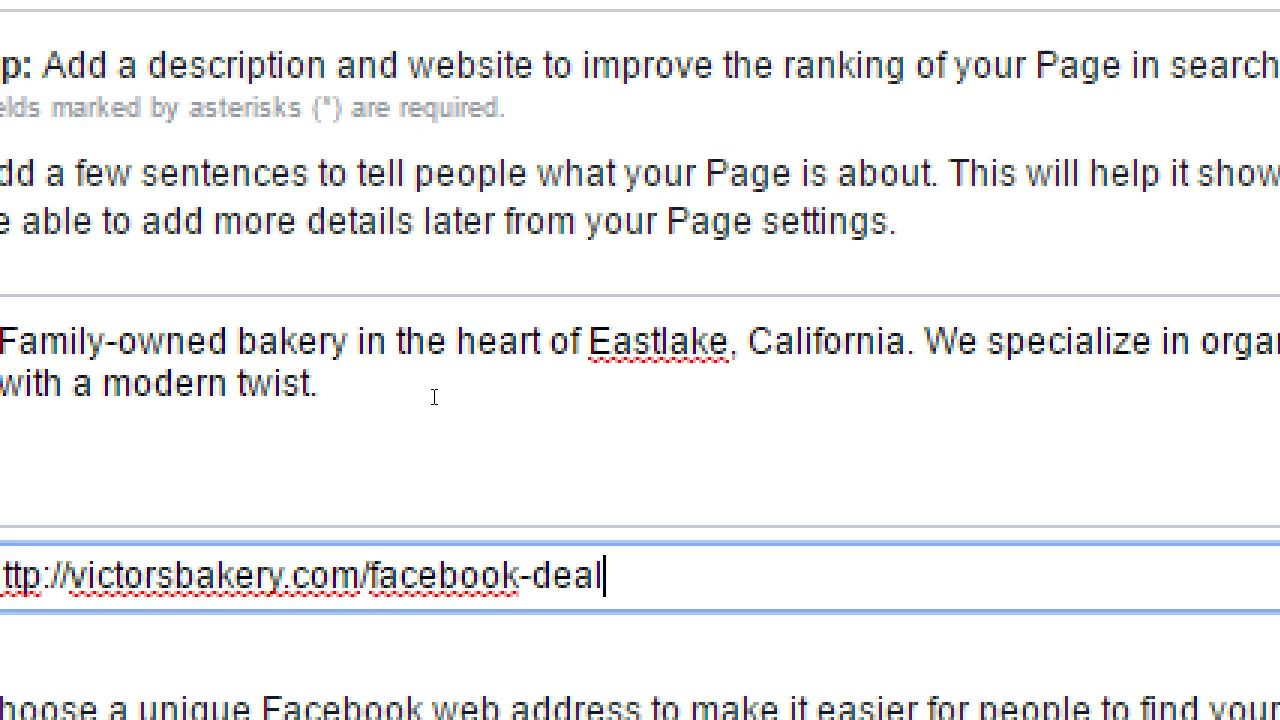 p: Add a description and website to improve the ranking of your Page in search
elds marked by asterisks (*) are required.
dd a few sentences to tell people what your Page is about. This will help it show
e able to add more details later from your Page settings.
Family-owned bakery in the heart of Eastlake, California. We specialize in organ
with a modern twist.
ttp://victorsbakery.com/facebook-deal
hoose a unique Facebook web address to make it easier for people to find your